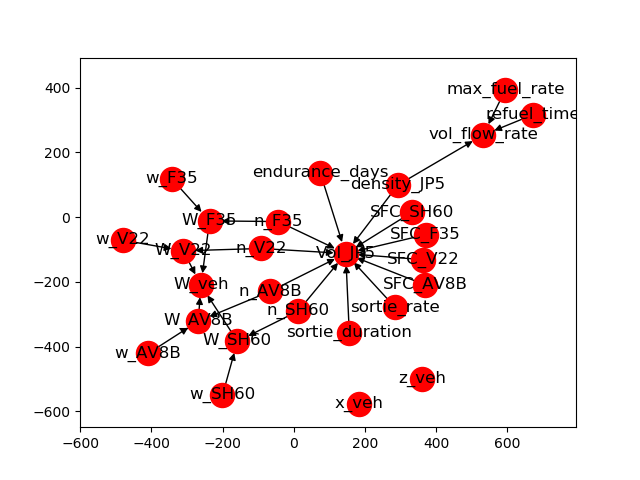 400
200
0
−200
−400
−600
−600
−400
−200
0
200
400
600
max_fuel_rate
refuel_time
vol_flow_rate
endurance_days
density_JP5
w_F35
SFC_SH60
W_F35
n_F35
SFC_F35
w_V22
W_V22
n_V22
Vol_JP5
SFC_V22
W_veh
n_AV8B
SFC_AV8B
sortie_rate
n_SH60
W_AV8B
sortie_duration
W_SH60
w_AV8B
z_veh
w_SH60
x_veh